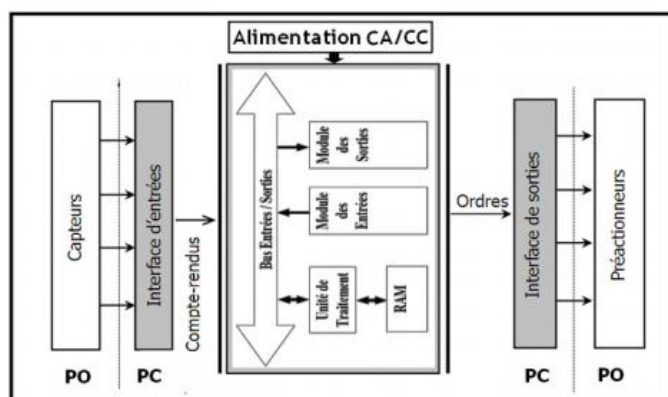 Alimentation CA/CC
Capteurs
Interface d'entrées
Compte-rendus
Bus Entrées / Sorties
Module
des
Sorties
Module
des
Entrées
Unité de
Traitement
RAM
Ordres
Interface de sorties
Préactionneurs
PO
PC
PC
PO